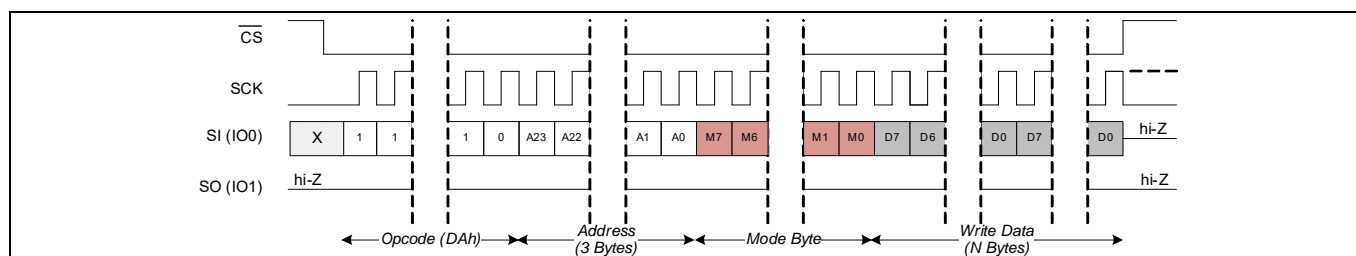 CS
SCK
SI (IO0) X 1 1 1 0 A23 A22 A1 A0 M7 M6 M1 M0 D7 D6 D0 D7 D0 hi-Z
SO (IO1) hi-Z hi-Z
Opcode (DAh) Address Mode Byte Write Data
(3 Bytes) (N Bytes)